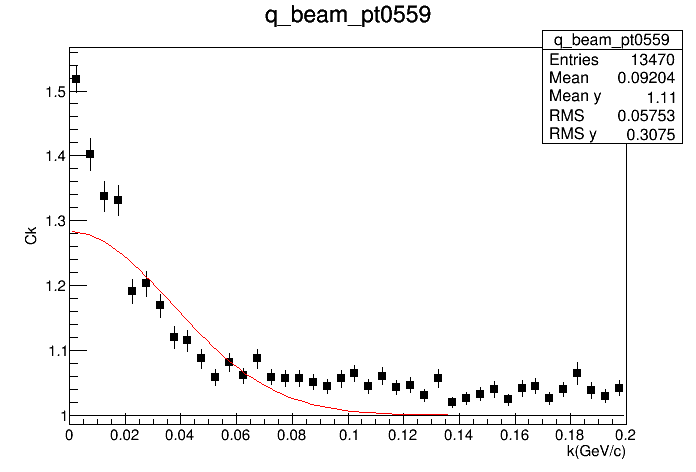 q_beam_pt0559
q_beam_pt0559
Entries 13470
Mean 0.09204
Mean y 1.11
RMS 0.05753
RMS y 0.3075
Ck
1.5
1.4
1.3
1.2
1.1
1
0 0.02 0.04 0.06 0.08 0.1 0.12 0.14 0.16 0.18 0.2
k(GeV/c)